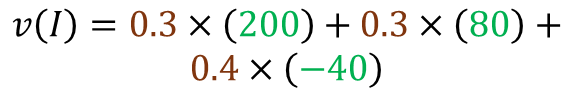 v(I) = 0.3 × (200) + 0.3 × (80) +
0.4 × (−40)